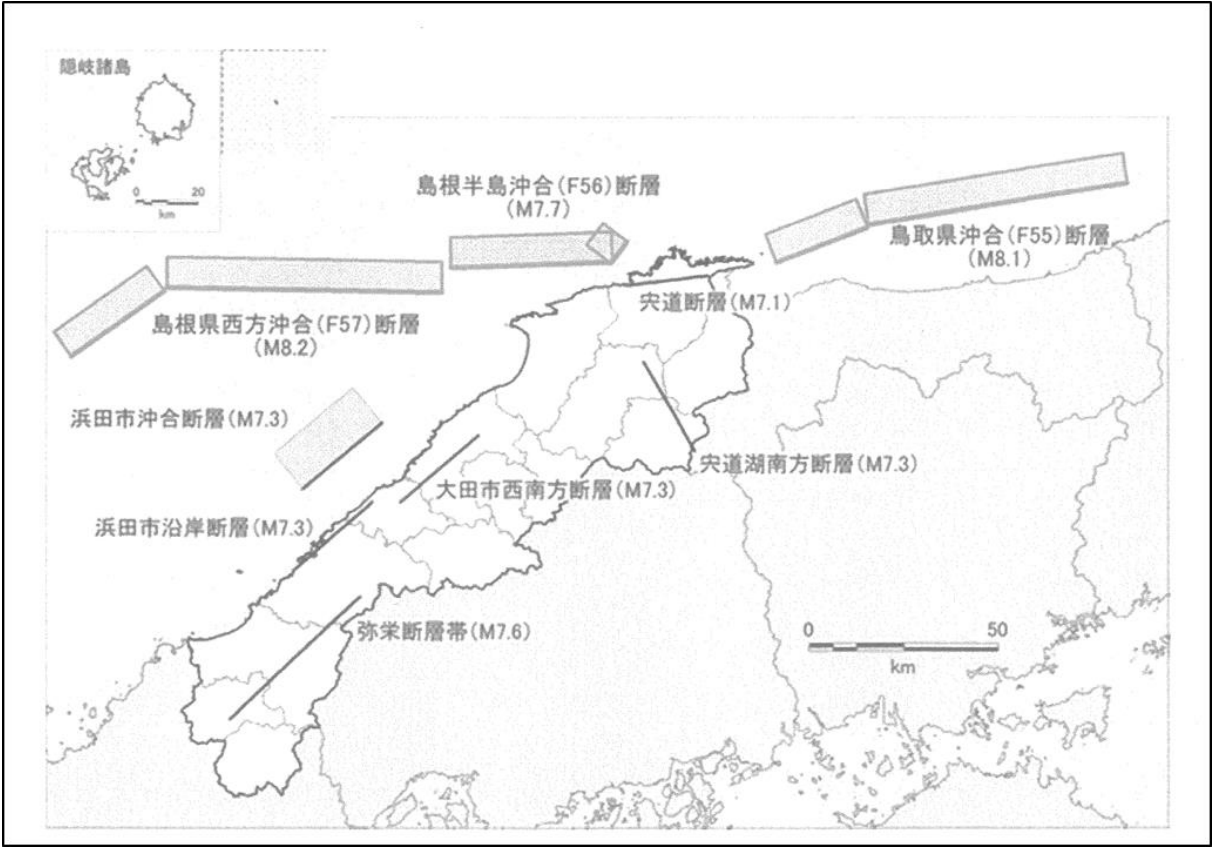 隠岐諸島
0 20
km
島根半島沖合(F56)断層
(M7.7)
鳥取県沖合(F55)断層
(M8.1)
宍道断層(M7.1)
島根県西方沖合(F57)断層
(M8.2)
浜田市沖合断層(M7.3)
宍道湖南方断層(M7.3)
大田市西南方断層(M7.3)
浜田市沿岸断層(M7.3)
弥栄断層帯(M7.6)
0 50
km